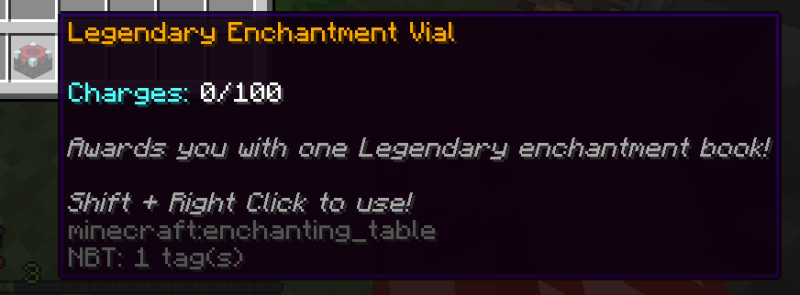 Legendary Enchantment Vial
Charges: 0/100
Awards you with one Legendary enchantment book!
Shift + Right Click to use!
minecraft:enchanting_table
NBT: 1 tag(s)
8